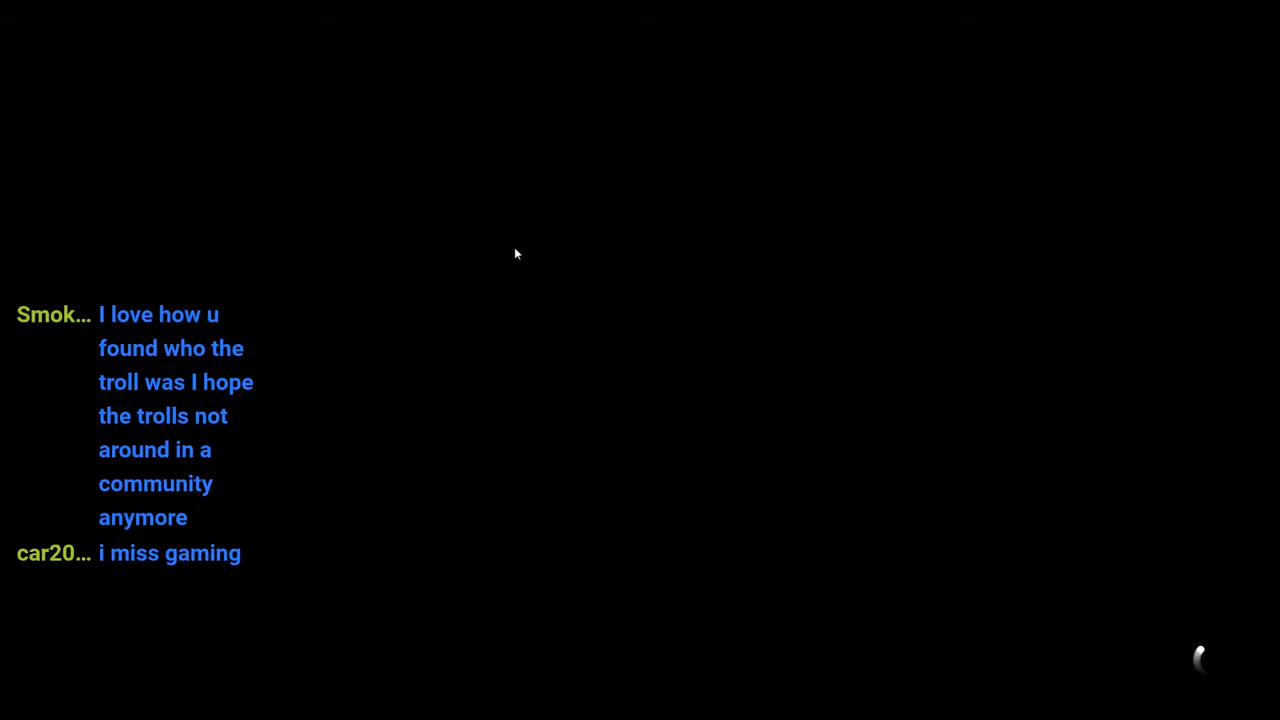 Smok... I love how u
found who the
troll was I hope
the trolls not
around in a
community
anymore
car20... i miss gaming